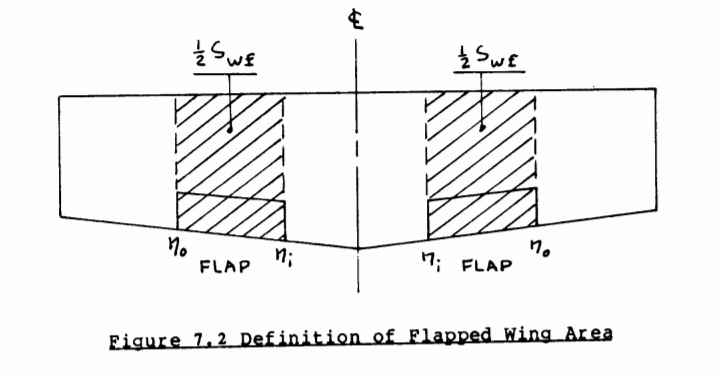 ℄
½ S_wf ½ S_wf
η_o FLAP η_i η_i FLAP η_o
Figure 7.2 Definition of Flapped Wing Area